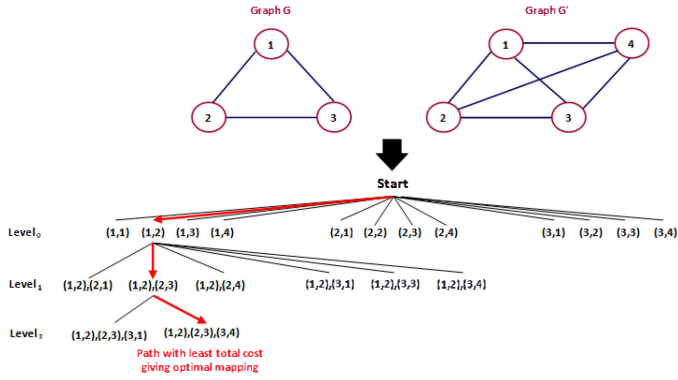 Graph G
Graph G'
1
1
4
2
3
2
3
Start
Level0 (1,1) (1,2) (1,3) (1,4) (2,1) (2,2) (2,3) (2,4) (3,1) (3,2) (3,3) (3,4)
Level1 (1,2),(2,1) (1,2),(2,3) (1,2),(2,4) (1,2),(3,1) (1,2),(3,3) (1,2),(3,4)
Level2 (1,2),(2,3),(3,1) (1,2),(2,3),(3,4)
Path with least total cost
giving optimal mapping